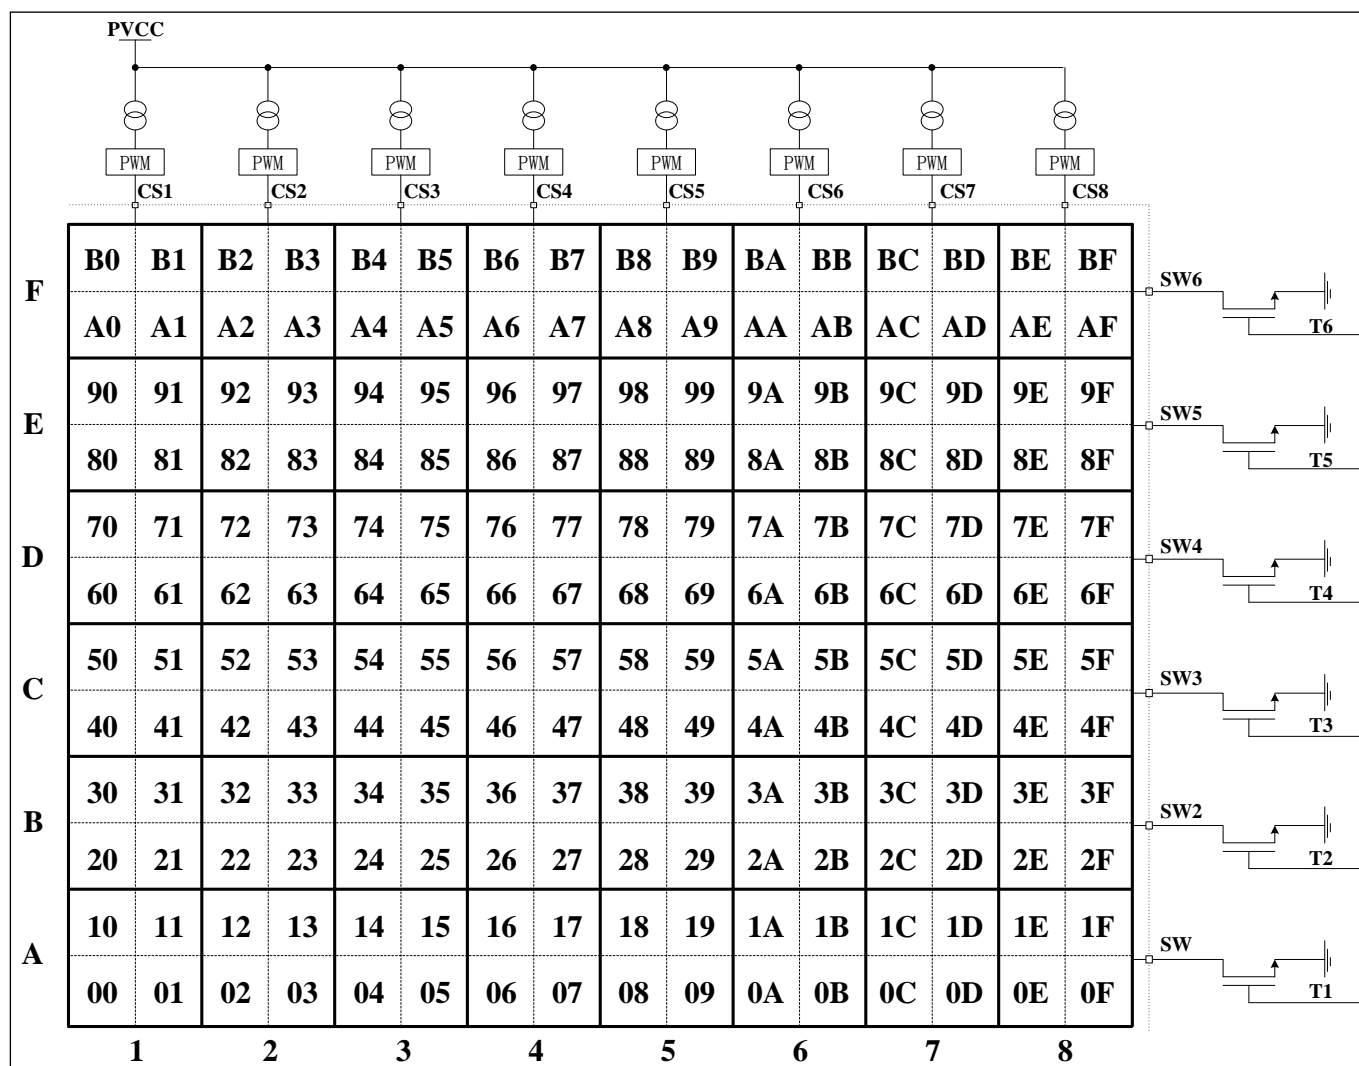 PVCC
PWM PWM PWM PWM PWM PWM PWM PWM
CS1 CS2 CS3 CS4 CS5 CS6 CS7 CS8
B0 B1 B2 B3 B4 B5 B6 B7 B8 B9 BA BB BC BD BE BF
SW6
F
A0 A1 A2 A3 A4 A5 A6 A7 A8 A9 AA AB AC AD AE AF
T6
90 91 92 93 94 95 96 97 98 99 9A 9B 9C 9D 9E 9F
SW5
E
80 81 82 83 84 85 86 87 88 89 8A 8B 8C 8D 8E 8F
T5
70 71 72 73 74 75 76 77 78 79 7A 7B 7C 7D 7E 7F
SW4
D
60 61 62 63 64 65 66 67 68 69 6A 6B 6C 6D 6E 6F
T4
50 51 52 53 54 55 56 57 58 59 5A 5B 5C 5D 5E 5F
SW3
C
40 41 42 43 44 45 46 47 48 49 4A 4B 4C 4D 4E 4F
T3
30 31 32 33 34 35 36 37 38 39 3A 3B 3C 3D 3E 3F
SW2
B
20 21 22 23 24 25 26 27 28 29 2A 2B 2C 2D 2E 2F
T2
10 11 12 13 14 15 16 17 18 19 1A 1B 1C 1D 1E 1F
SW
A
00 01 02 03 04 05 06 07 08 09 0A 0B 0C 0D 0E 0F
T1
1 2 3 4 5 6 7 8